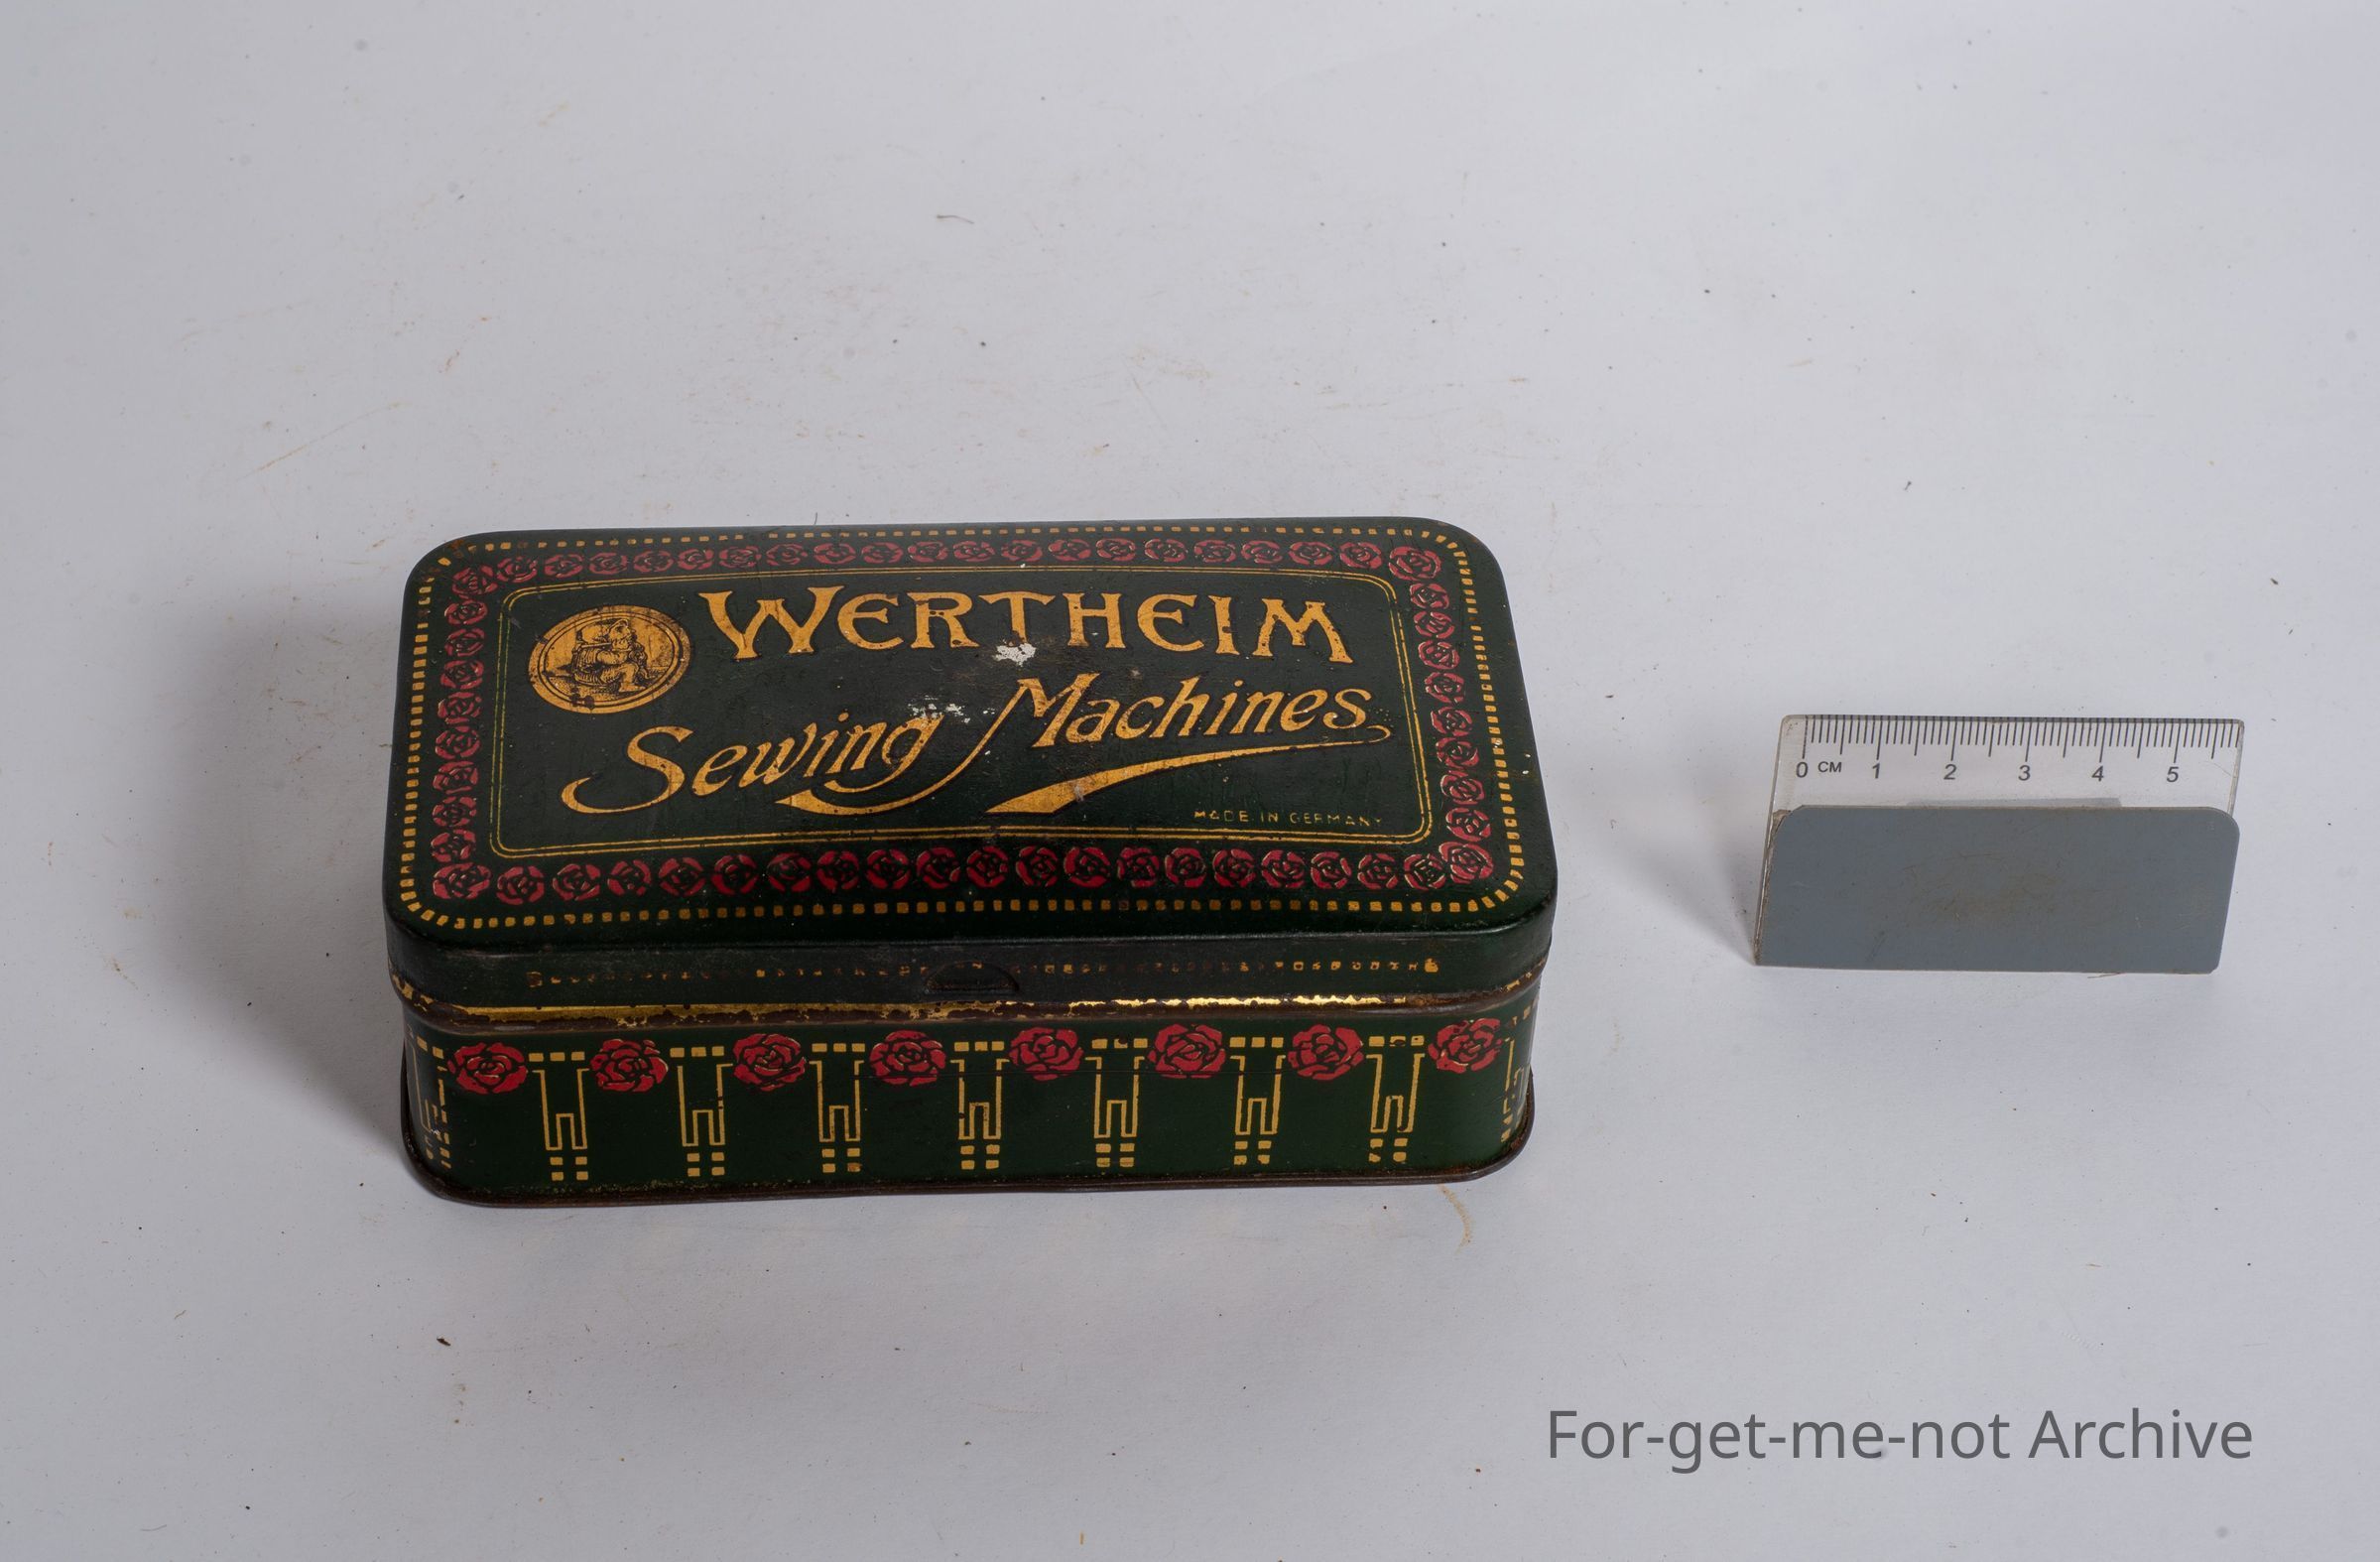 WERTHEIM
Sewing Machines
MADE IN GERMANY
0 CM 1 2 3 4 5
For-get-me-not Archive